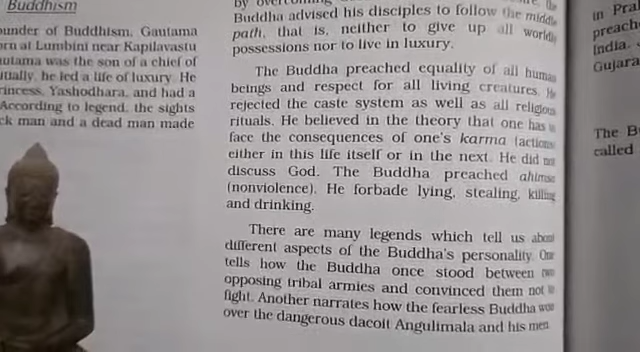 Buddhism
under of Buddhism, Gautama
orn at Lumbini near Kapilavastu
utama was the son of a chief of
itially, he led a life of luxury. He
rincess, Yashodhara, and had a
According to legend, the sights
ck man and a dead man made
by overcoming
Buddha advised his disciples to follow the middle
path, that is, neither to give up all worldly
possessions nor to live in luxury.
The Buddha preached equality of all human
beings and respect for all living creatures. He
rejected the caste system as well as all religious
rituals. He believed in the theory that one has to
face the consequences of one's karma (actions
either in this life itself or in the next. He did not
discuss God. The Buddha preached ahimsa
(nonviolence). He forbade lying, stealing, killing
and drinking.
There are many legends which tell us about
different aspects of the Buddha's personality. One
tells how the Buddha once stood between two
opposing tribal armies and convinced them not to
fight. Another narrates how the fearless Buddha won
over the dangerous dacoit Angulimala and his men
in Pra
preach
India.
Gujara
The B
called